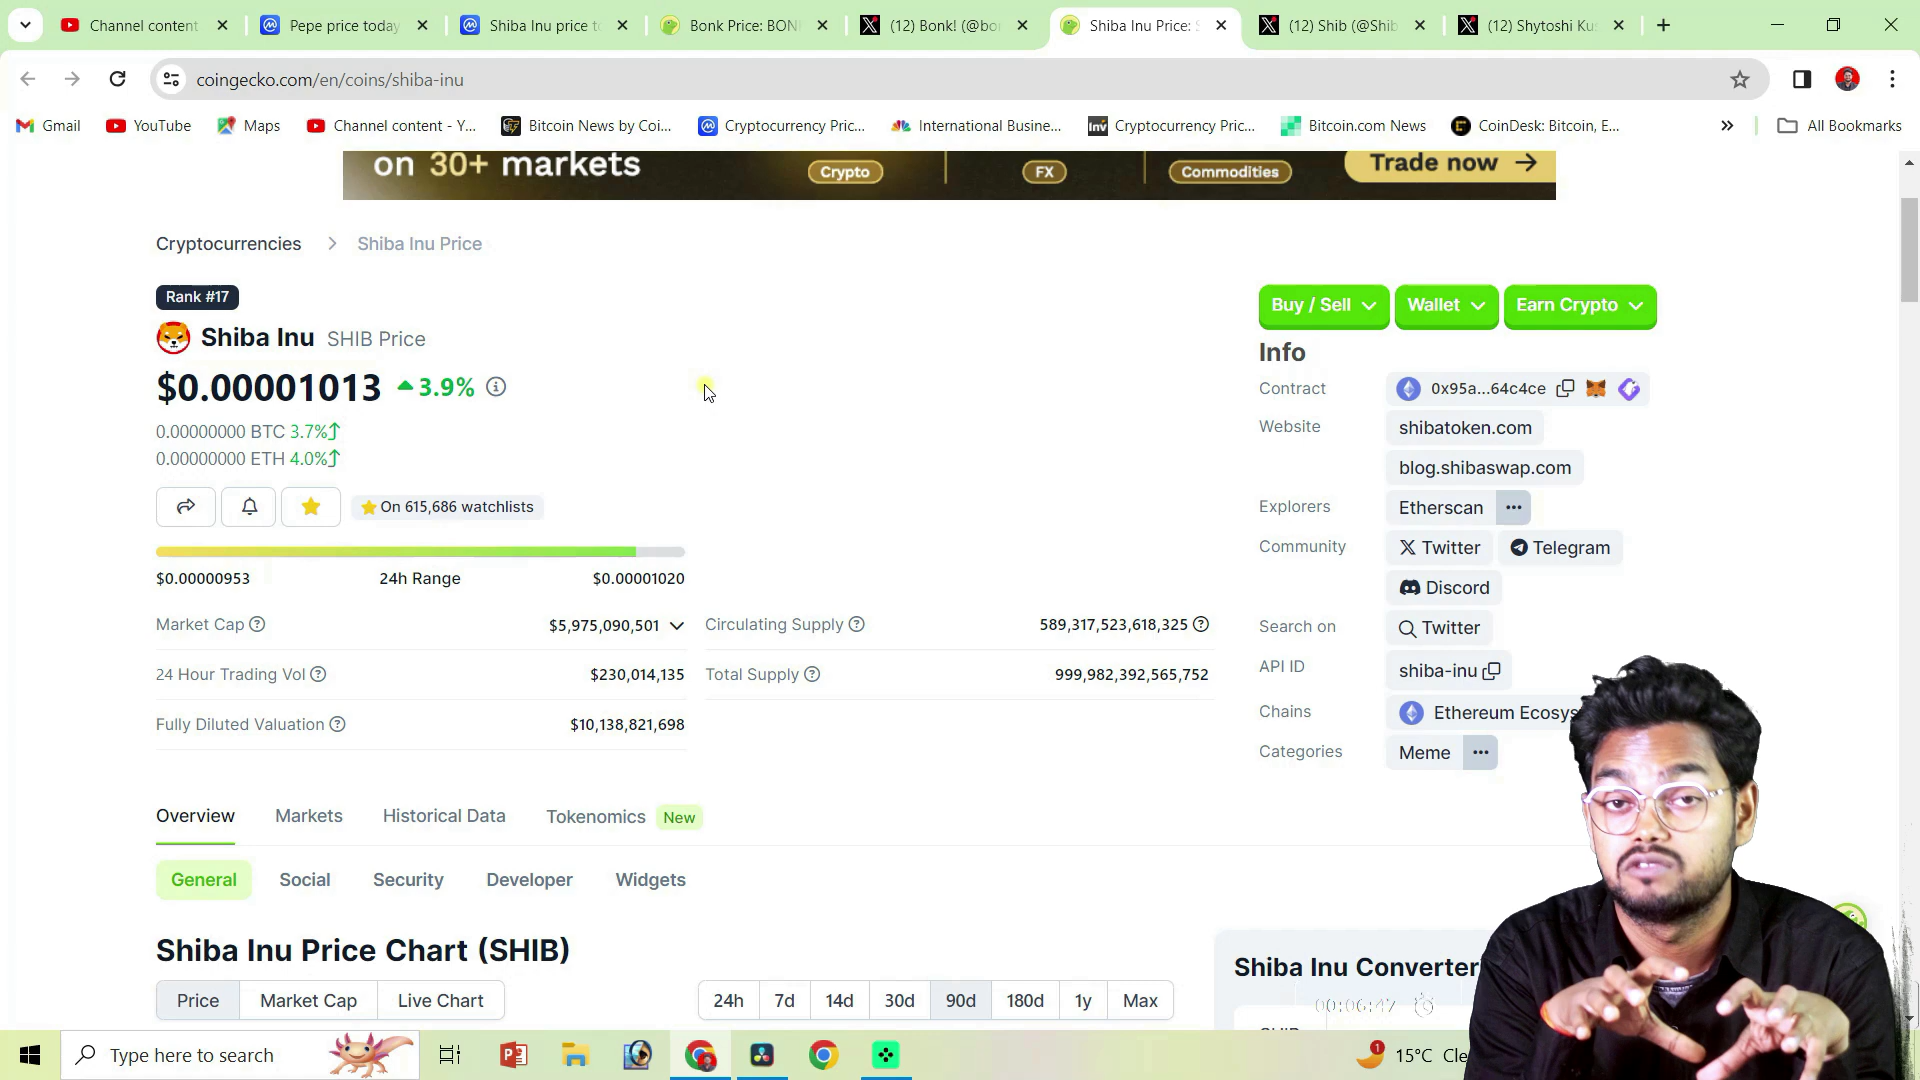 Channel content
Pepe price today
Shiba Inu price to
Bonk Price: BON
(12) Bonk! (@bo
Shiba Inu Price: S
(12) Shib (@Shib
(12) Shytoshi Kus
coingecko.com/en/coins/shiba-inu
Gmail
YouTube
Maps
Channel content - Y...
Bitcoin News by Coi...
Cryptocurrency Pric...
International Busine...
Inv
Cryptocurrency Pric...
Bitcoin.com News
CoinDesk: Bitcoin, E...
All Bookmarks
on 30+ markets
Crypto
FX
Commodities
Trade now →
Cryptocurrencies
Shiba Inu Price
Rank #17
Shiba Inu SHIB Price
$0.00001013 3.9%
0.00000000 BTC 3.7%
0.00000000 ETH 4.0%
On 615,686 watchlists
$0.00000953 24h Range $0.00001020
Market Cap $5,975,090,501
Circulating Supply 589,317,523,618,325
24 Hour Trading Vol $230,014,135
Total Supply 999,982,392,565,752
Fully Diluted Valuation $10,138,821,698
Buy / Sell
Wallet
Earn Crypto
Info
Contract 0x95a...64c4ce
Website shibatoken.com
blog.shibaswap.com
Explorers Etherscan
Community Twitter Telegram
Discord
Search on Twitter
API ID shiba-inu
Chains Ethereum Ecosys
Categories Meme
Overview
Markets
Historical Data
Tokenomics New
General
Social
Security
Developer
Widgets
Shiba Inu Price Chart (SHIB)
Price
Market Cap
Live Chart
24h
7d
14d
30d
90d
180d
1y
Max
Shiba Inu Converter
00:06:47
Type here to search
1
15°C Cle